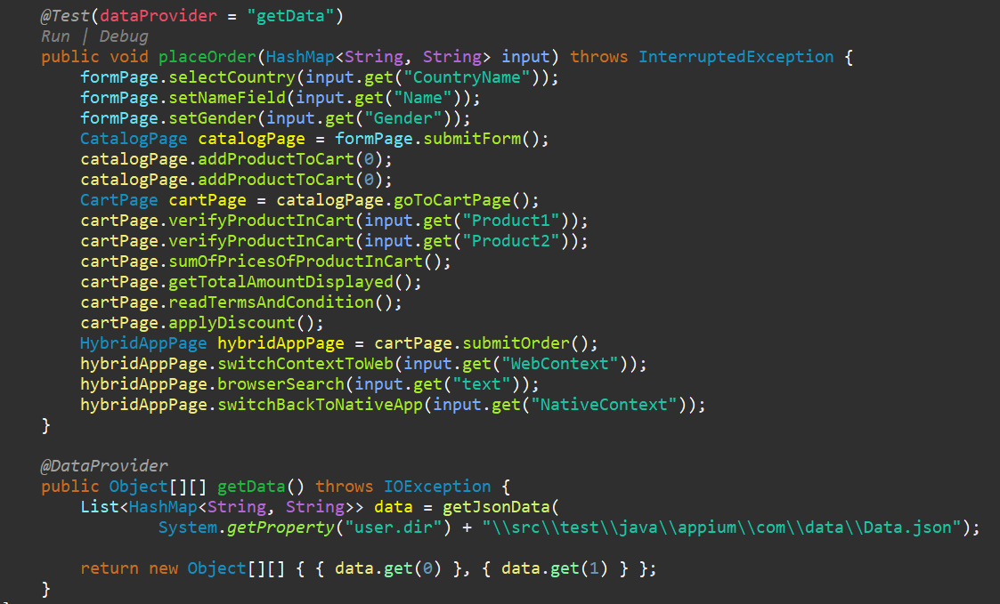 @Test(dataProvider = "getData")
Run | Debug
public void placeOrder(HashMap<String, String> input) throws InterruptedException {
formPage.selectCountry(input.get("CountryName"));
formPage.setNameField(input.get("Name"));
formPage.setGender(input.get("Gender"));
CatalogPage catalogPage = formPage.submitForm();
catalogPage.addProductToCart(0);
catalogPage.addProductToCart(0);
CartPage cartPage = catalogPage.goToCartPage();
cartPage.verifyProductInCart(input.get("Product1"));
cartPage.verifyProductInCart(input.get("Product2"));
cartPage.sumOfPricesOfProductInCart();
cartPage.getTotalAmountDisplayed();
cartPage.readTermsAndCondition();
cartPage.applyDiscount();
HybridAppPage hybridAppPage = cartPage.submitOrder();
hybridAppPage.switchContextToWeb(input.get("WebContext"));
hybridAppPage.browserSearch(input.get("text"));
hybridAppPage.switchBackToNativeApp(input.get("NativeContext"));
}
@DataProvider
public Object[][] getData() throws IOException {
List<HashMap<String, String>> data = getJsonData(
System.getProperty("user.dir") + "\\src\\test\\java\\appium\\com\\data\\Data.json");
return new Object[][] { { data.get(0) }, { data.get(1) } };
}